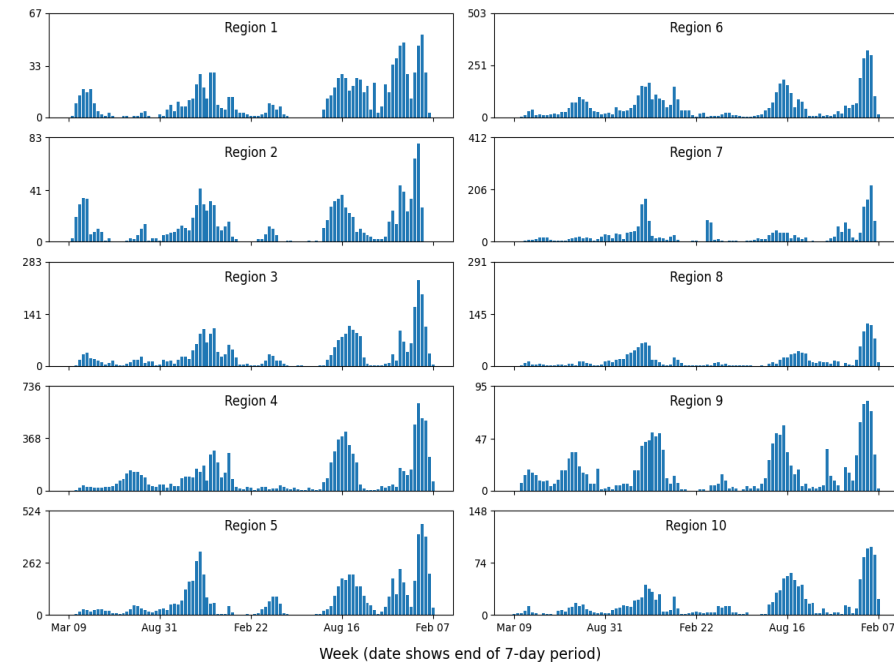 67
33
0
Region 1
503
251
0
Region 6
83
41
0
Region 2
412
206
0
Region 7
283
141
0
Region 3
291
145
0
Region 8
736
368
0
Region 4
95
47
0
Region 9
524
262
0
Region 5
148
74
0
Region 10
Mar 09 Aug 31 Feb 22 Aug 16 Feb 07
Mar 09 Aug 31 Feb 22 Aug 16 Feb 07
Week (date shows end of 7-day period)